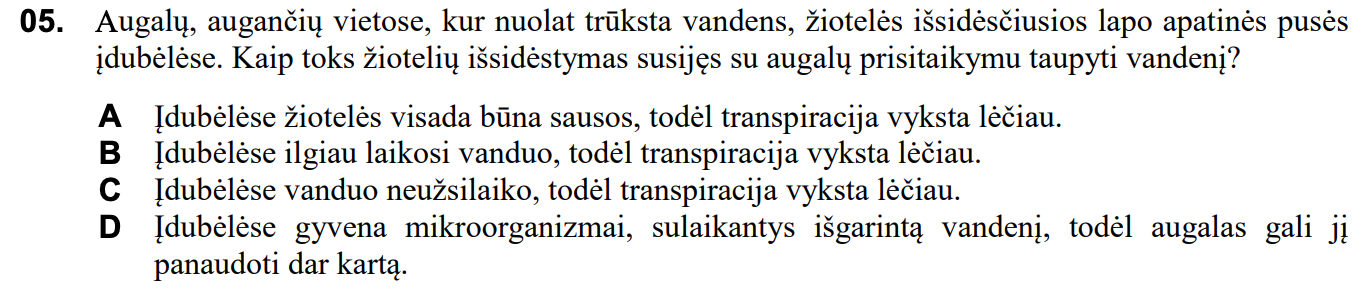 05. Augalų, augančių vietose, kur nuolat trūksta vandens, žiotelės išsidėsčiusios lapo apatinės pusės
įdubėlėse. Kaip toks žiotelių išsidėstymas susijęs su augalų prisitaikymu taupyti vandenį?
A Įdubėlėse žiotelės visada būna sausos, todėl transpiracija vyksta lėčiau.
B Įdubėlėse ilgiau laikosi vanduo, todėl transpiracija vyksta lėčiau.
C Įdubėlėse vanduo neužsilaiko, todėl transpiracija vyksta lėčiau.
D Įdubėlėse gyvena mikroorganizmai, sulaikantys išgarintą vandenį, todėl augalas gali jį
panaudoti dar kartą.